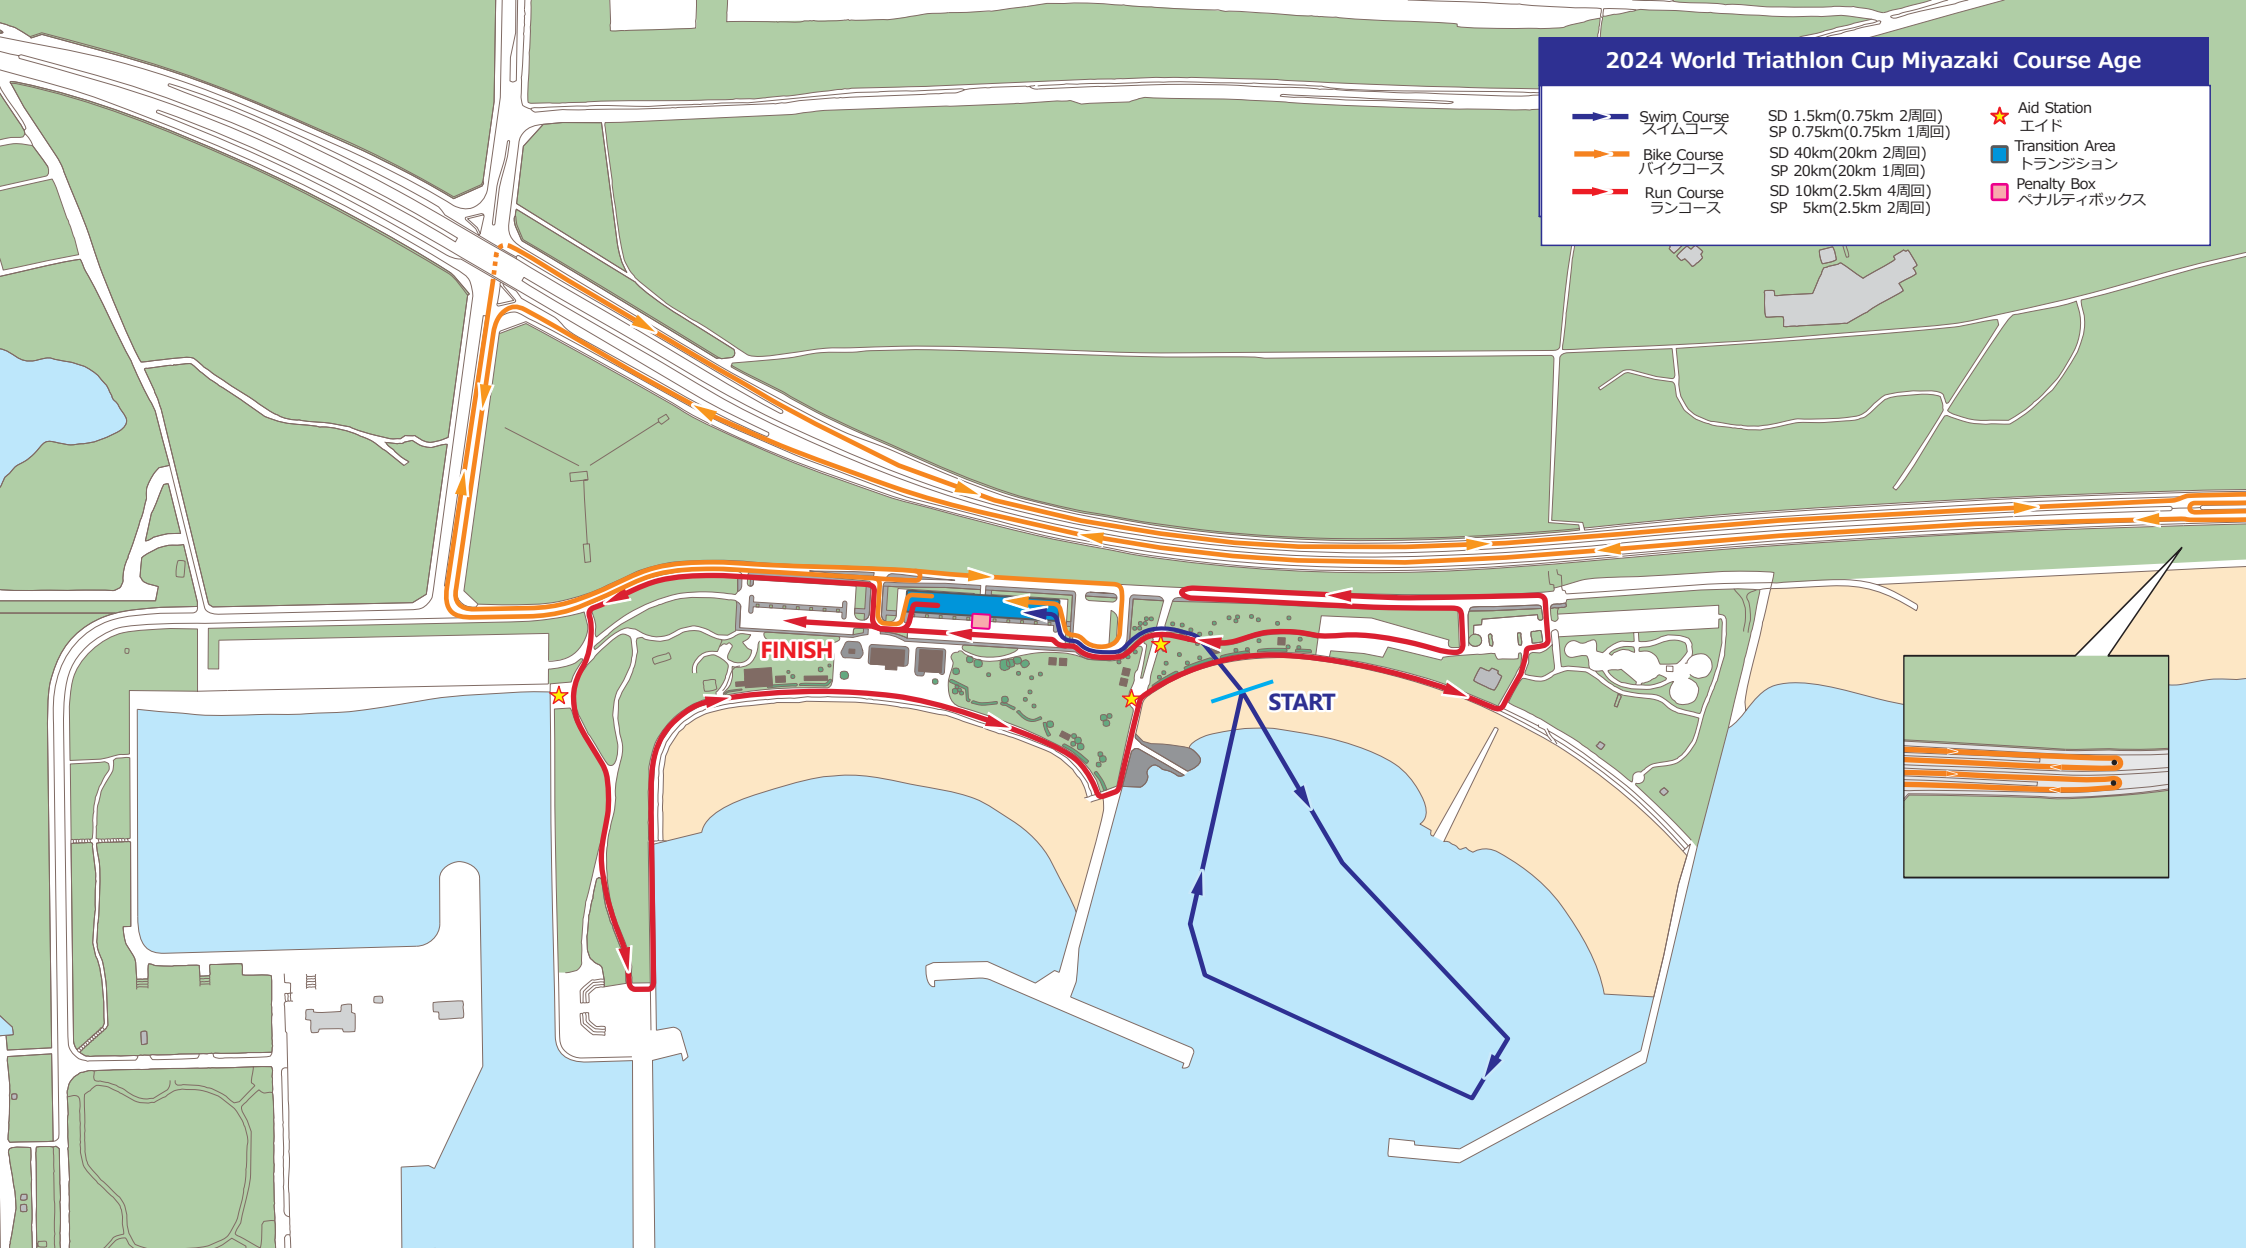 2024 World Triathlon Cup Miyazaki Course Age
Swim Course
スイムコース
SD 1.5km(0.75km 2周回)
SP 0.75km(0.75km 1周回)
Bike Course
バイクコース
SD 40km(20km 2周回)
SP 20km(20km 1周回)
Run Course
ランコース
SD 10km(2.5km 4周回)
SP 5km(2.5km 2周回)
Aid Station
エイド
Transition Area
トランジション
Penalty Box
ペナルティボックス
FINISH
START